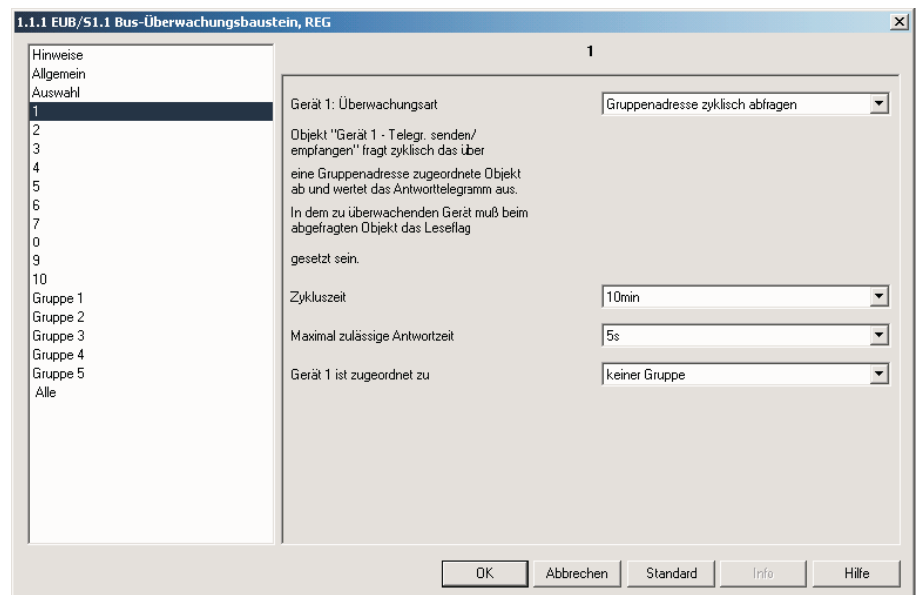 1.1.1 EUB/S1.1 Bus-Überwachungsbaustein, REG
Hinweise
Allgemein
Auswahl
1
2
3
4
5
6
7
0
9
10
Gruppe 1
Gruppe 2
Gruppe 3
Gruppe 4
Gruppe 5
Alle
1
Gerät 1: Überwachungsart
Gruppenadresse zyklisch abfragen
Objekt "Gerät 1 - Telegr. senden/
empfangen" fragt zyklisch das über
eine Gruppenadresse zugeordnete Objekt
ab und wertet das Antworttelegramm aus.
In dem zu überwachenden Gerät muß beim
abgefragten Objekt das Leseflag
gesetzt sein.
Zykluszeit
10min
Maximal zulässige Antwortzeit
5s
Gerät 1 ist zugeordnet zu
keiner Gruppe
OK
Abbrechen
Standard
Info
Hilfe